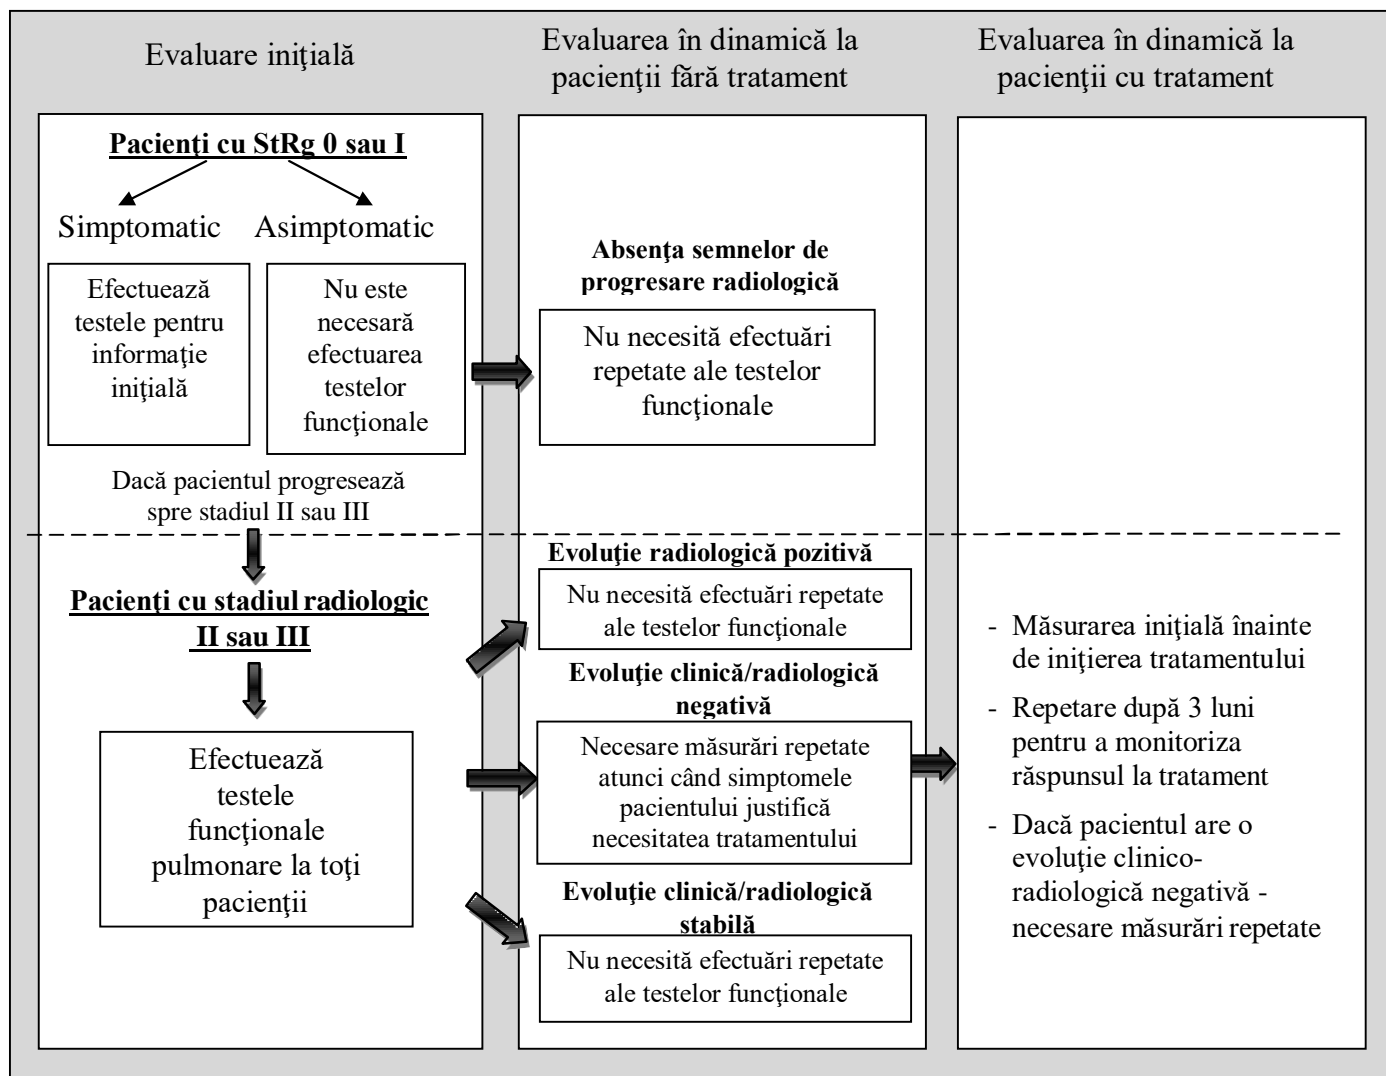 Evaluare iniţială
Evaluarea în dinamică la
pacienţii fără tratament
Evaluarea în dinamică la
pacienţii cu tratament
Pacienţi cu StRg 0 sau I
Simptomatic
Asimptomatic
Efectuează
testele pentru
informaţie
iniţială
Nu este
necesară
efectuarea
testelor
funcţionale
Dacă pacientul progresează
spre stadiul II sau III
Pacienţi cu stadiul radiologic
II sau III
Efectuează
testele
funcţionale
pulmonare la toţi
pacienţii
Absenţa semnelor de
progresare radiologică
Nu necesită efectuări
repetate ale testelor
funcţionale
Evoluţie radiologică pozitivă
Nu necesită efectuări repetate
ale testelor funcţionale
Evoluţie clinică/radiologică
negativă
Necesare măsurări repetate
atunci când simptomele
pacientului justifică
necesitatea tratamentului
Evoluţie clinică/radiologică
stabilă
Nu necesită efectuări repetate
ale testelor funcţionale
- Măsurarea iniţială înainte
de iniţierea tratamentului
- Repetare după 3 luni
pentru a monitoriza
răspunsul la tratament
- Dacă pacientul are o
evoluţie clinico-
radiologică negativă -
necesare măsurări repetate